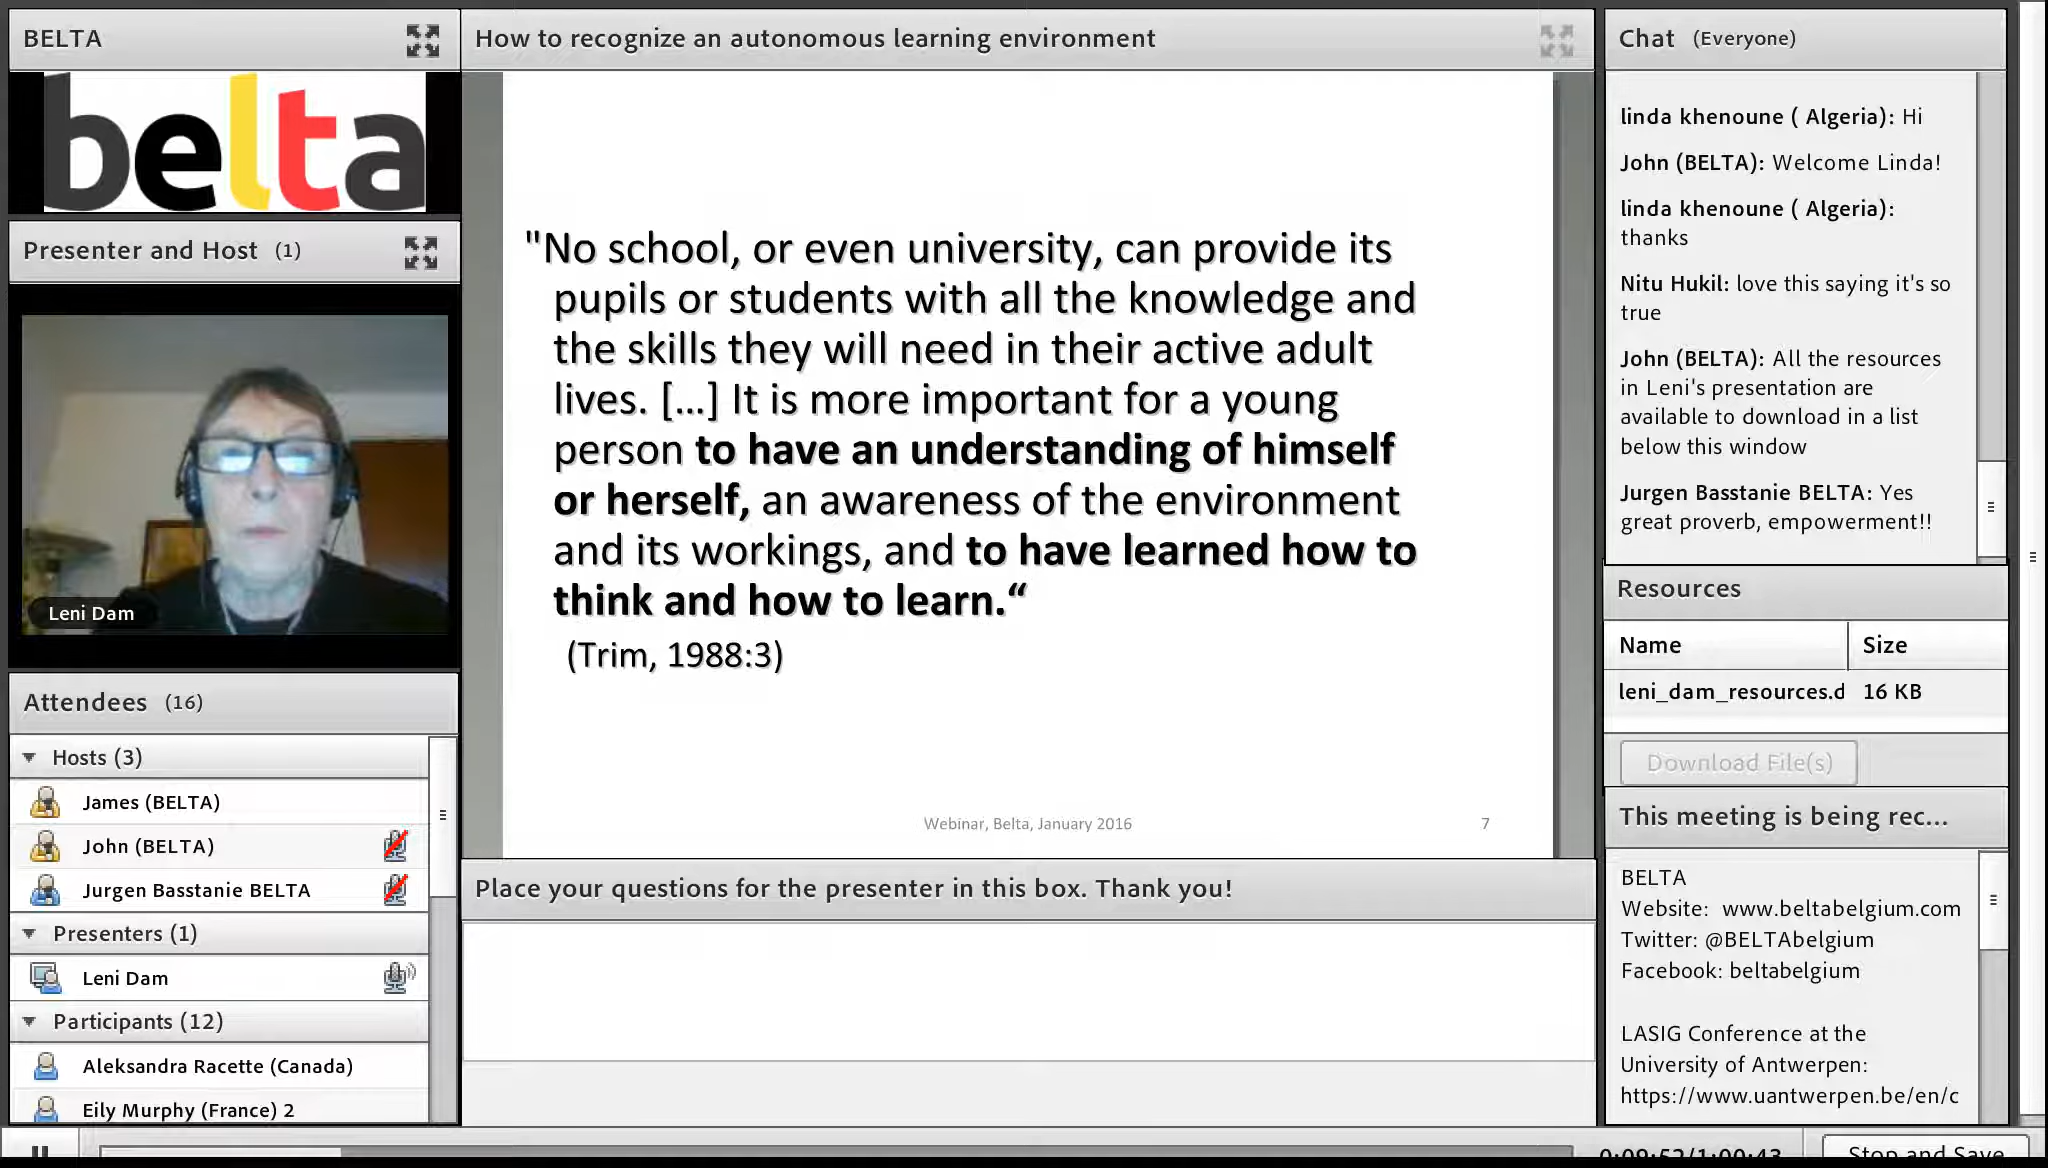 BELTA
belta
Presenter and Host (1)
Leni Dam
Attendees (16)
Hosts (3)
James (BELTA)
John (BELTA)
Jurgen Basstanie BELTA
Presenters (1)
Leni Dam
Participants (12)
Aleksandra Racette (Canada)
Eily Murphy (France) 2
How to recognize an autonomous learning environment
"No school, or even university, can provide its
pupils or students with all the knowledge and
the skills they will need in their active adult
lives. […] It is more important for a young
person to have an understanding of himself
or herself, an awareness of the environment
and its workings, and to have learned how to
think and how to learn.“
(Trim, 1988:3)
Webinar, Belta, January 2016
7
Place your questions for the presenter in this box. Thank you!
Chat (Everyone)
linda khenoune ( Algeria): Hi
John (BELTA): Welcome Linda!
linda khenoune ( Algeria):
thanks
Nitu Hukil: love this saying it's so
true
John (BELTA): All the resources
in Leni's presentation are
available to download in a list
below this window
Jurgen Basstanie BELTA: Yes
great proverb, empowerment!!
Resources
Name Size
leni_dam_resources.d 16 KB
Download File(s)
This meeting is being rec...
BELTA
Website: www.beltabelgium.com
Twitter: @BELTAbelgium
Facebook: beltabelgium
LASIG Conference at the
University of Antwerpen:
https://www.uantwerpen.be/en/c
0:09:52/1:00:43
Stop and Save